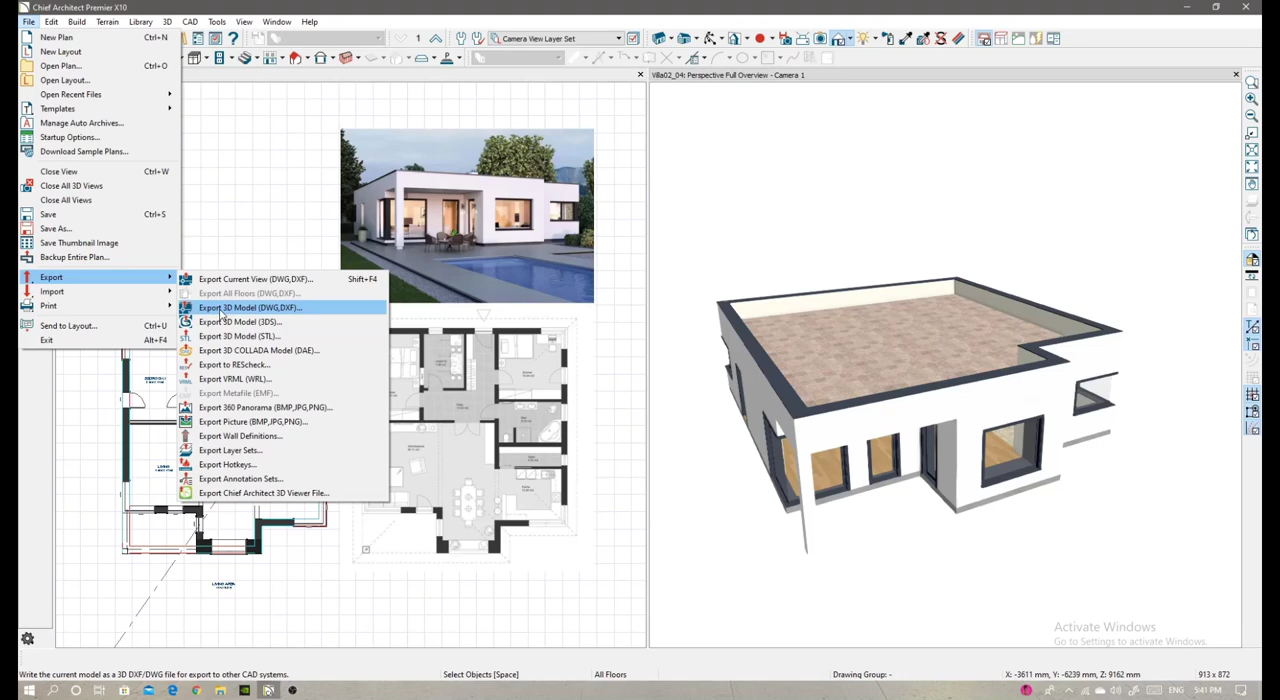 Chief Architect Premier X10
File Edit Build Terrain Library 3D CAD Tools View Window Help
New Plan Ctrl+N
New Layout
Open Plan... Ctrl+O
Open Layout...
Open Recent Files
Templates
Manage Auto Archives...
Startup Options...
Download Sample Plans...
Close View Ctrl+W
Close All 3D Views
Close All Views
Save Ctrl+S
Save As...
Save Thumbnail Image
Backup Entire Plan...
Export
Import
Print
Send to Layout... Ctrl+U
Exit Alt+F4
Export Current View (DWG,DXF)... Shift+F4
Export All Floors (DWG,DXF)...
Export 3D Model (DWG,DXF)...
Export 3D Model (3DS)...
Export 3D Model (STL)...
Export 3D COLLADA Model (DAE)...
Export to REScheck...
Export VRML (WRL)...
Export Metafile (EMF)...
Export 360 Panorama (BMP,JPG,PNG)...
Export Picture (BMP,JPG,PNG)...
Export Wall Definitions...
Export Layer Sets...
Export Hotkeys...
Export Annotation Sets...
Export Chief Architect 3D Viewer File...
1
Camera View Layer Set
Villa02_04: Perspective Full Overview - Camera 1
LIVING AREA
Activate Windows
Go to Settings to activate Windows.
Write the current model as a 3D DXF/DWG file for export to other CAD systems.
Select Objects [Space]
All Floors
Drawing Group: -
X: -3611 mm, Y: -6239 mm, Z: 9162 mm
913 x 872
ENG
5:41 PM